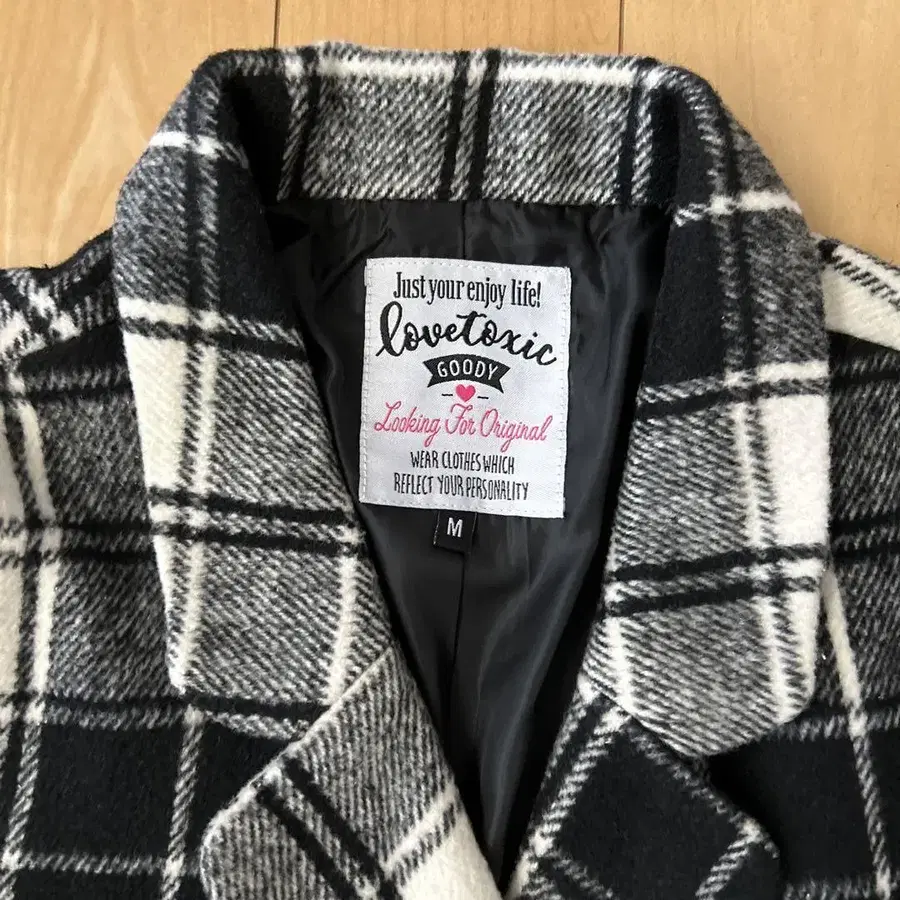 Just your enjoy life!
lovetoxic
GOODY
Looking For Original
WEAR CLOTHES WHICH
REFLECT YOUR PERSONALITY
M